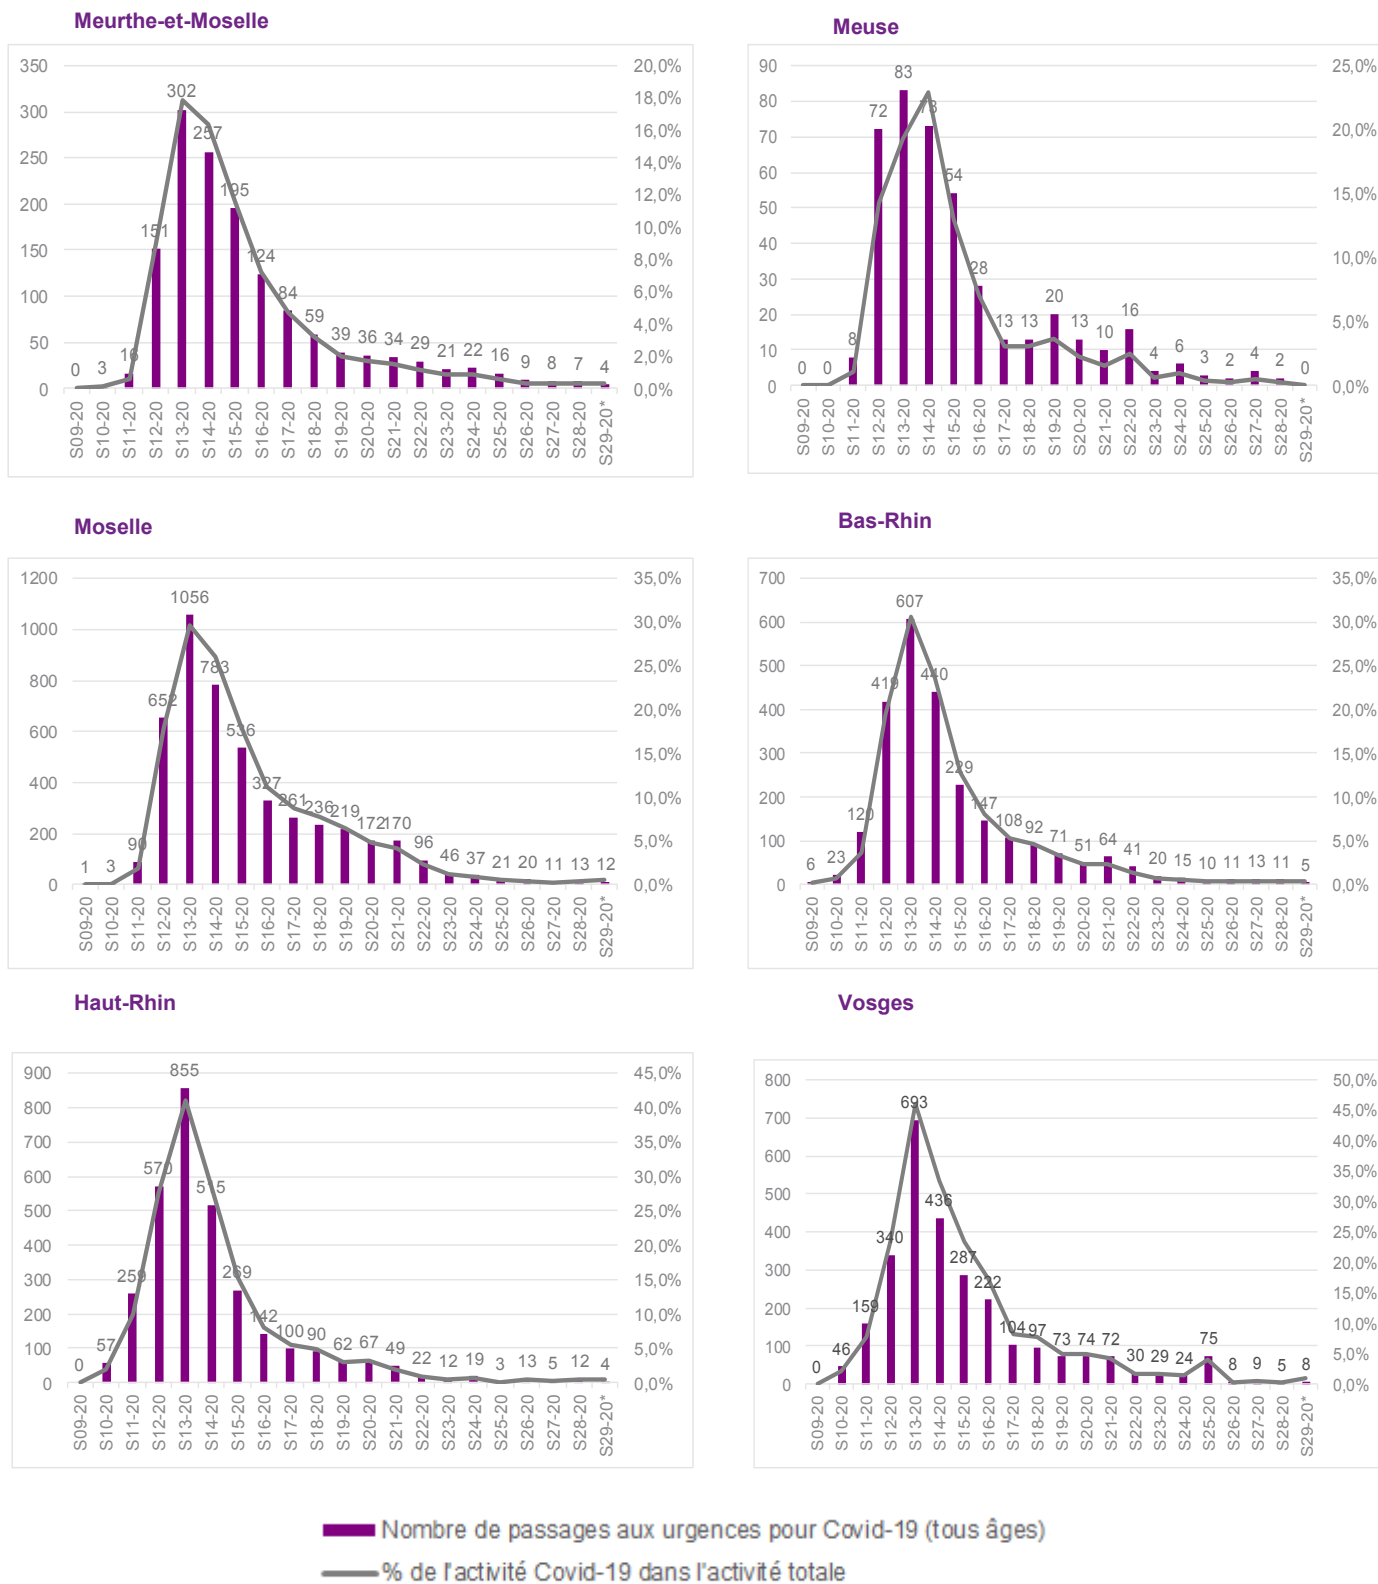 Meurthe-et-Moselle
350 300 250 200 150 100 50 0
20,0% 18,0% 16,0% 14,0% 12,0% 10,0% 8,0% 6,0% 4,0% 2,0% 0,0%
0 3 16 151 302 257 195 124 84 59 39 36 34 29 21 22 16 9 8 7 4
S09-20 S10-20 S11-20 S12-20 S13-20 S14-20 S15-20 S16-20 S17-20 S18-20 S19-20 S20-20 S21-20 S22-20 S23-20 S24-20 S25-20 S26-20 S27-20 S28-20 S29-20*
Meuse
90 80 70 60 50 40 30 20 10 0
25,0% 20,0% 15,0% 10,0% 5,0% 0,0%
0 0 8 72 83 73 54 28 13 13 20 13 10 16 4 6 3 2 4 2 0
S09-20 S10-20 S11-20 S12-20 S13-20 S14-20 S15-20 S16-20 S17-20 S18-20 S19-20 S20-20 S21-20 S22-20 S23-20 S24-20 S25-20 S26-20 S27-20 S28-20 S29-20*
Moselle
1200 1000 800 600 400 200 0
35,0% 30,0% 25,0% 20,0% 15,0% 10,0% 5,0% 0,0%
1 3 90 652 1056 783 536 327 261 236 219 172 170 96 46 37 21 20 11 13 12
S09-20 S10-20 S11-20 S12-20 S13-20 S14-20 S15-20 S16-20 S17-20 S18-20 S19-20 S20-20 S21-20 S22-20 S23-20 S24-20 S25-20 S26-20 S27-20 S28-20 S29-20*
Bas-Rhin
700 600 500 400 300 200 100 0
35,0% 30,0% 25,0% 20,0% 15,0% 10,0% 5,0% 0,0%
6 23 120 419 607 440 229 147 108 92 71 51 64 41 20 15 10 11 13 11 5
S09-20 S10-20 S11-20 S12-20 S13-20 S14-20 S15-20 S16-20 S17-20 S18-20 S19-20 S20-20 S21-20 S22-20 S23-20 S24-20 S25-20 S26-20 S27-20 S28-20 S29-20*
Haut-Rhin
900 800 700 600 500 400 300 200 100 0
45,0% 40,0% 35,0% 30,0% 25,0% 20,0% 15,0% 10,0% 5,0% 0,0%
0 57 259 570 855 515 269 142 100 90 62 67 49 22 12 19 3 13 5 12 4
S09-20 S10-20 S11-20 S12-20 S13-20 S14-20 S15-20 S16-20 S17-20 S18-20 S19-20 S20-20 S21-20 S22-20 S23-20 S24-20 S25-20 S26-20 S27-20 S28-20 S29-20*
Vosges
800 700 600 500 400 300 200 100 0
50,0% 45,0% 40,0% 35,0% 30,0% 25,0% 20,0% 15,0% 10,0% 5,0% 0,0%
0 46 159 340 693 436 287 222 104 97 73 74 72 30 29 24 75 8 9 5 8
S09-20 S10-20 S11-20 S12-20 S13-20 S14-20 S15-20 S16-20 S17-20 S18-20 S19-20 S20-20 S21-20 S22-20 S23-20 S24-20 S25-20 S26-20 S27-20 S28-20 S29-20*
Nombre de passages aux urgences pour Covid-19 (tous âges)
% de l'activité Covid-19 dans l'activité totale